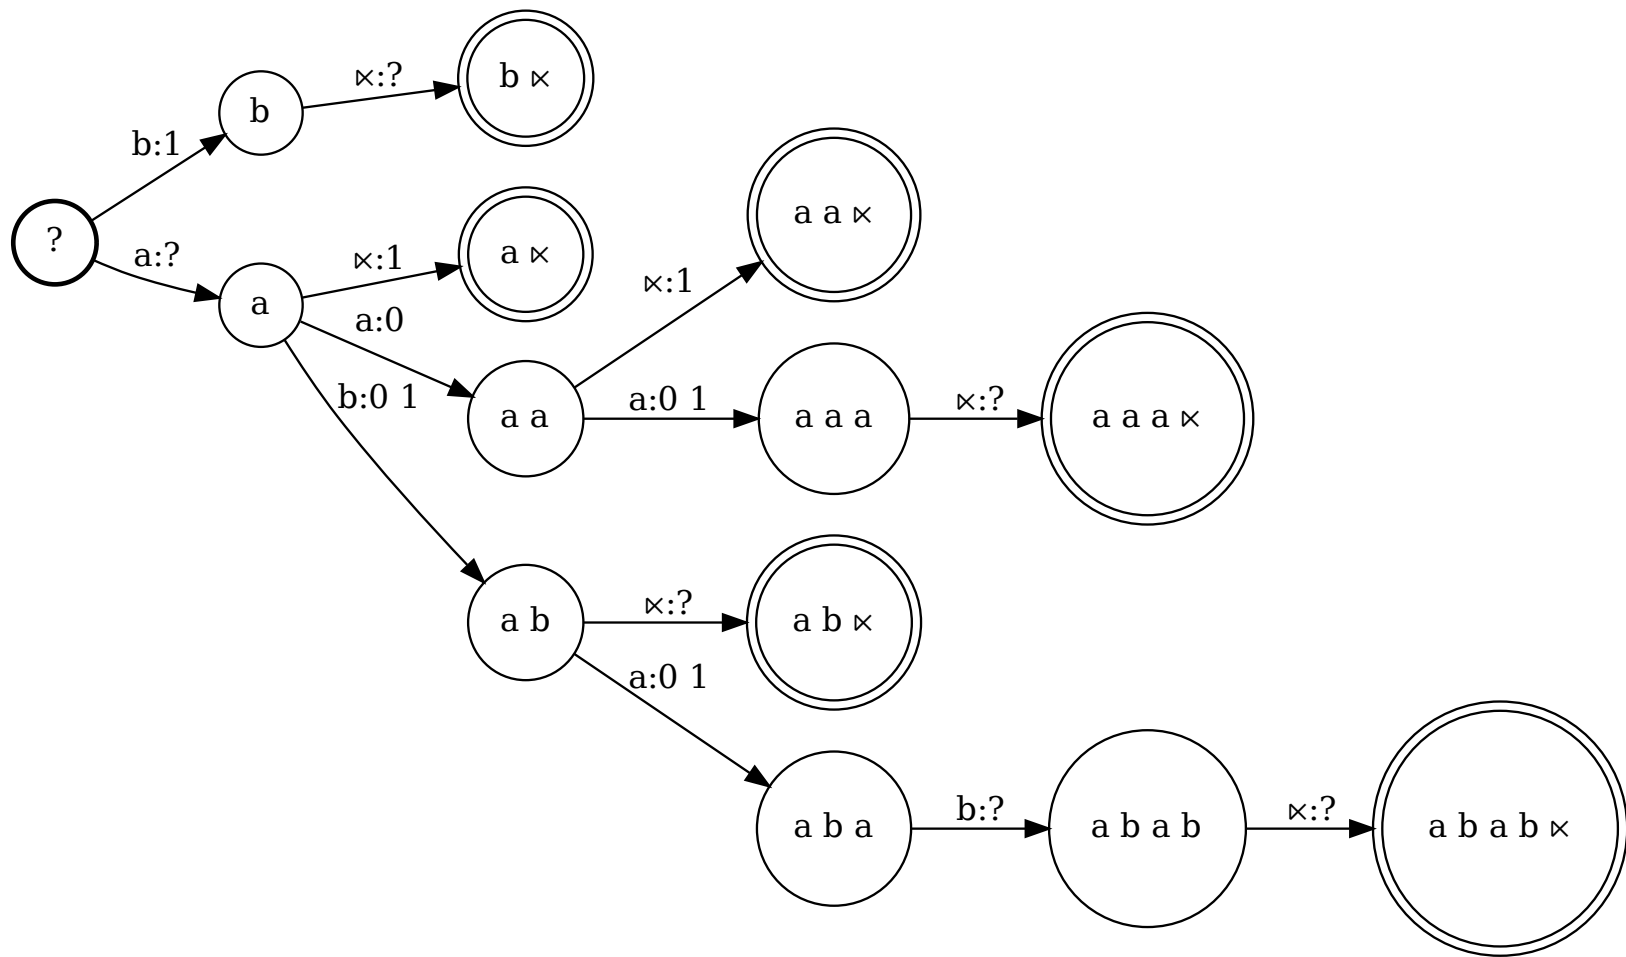 ?
b:1
a:?
b
⋉:?
b ⋉
a
⋉:1
a ⋉
a:0
b:0 1
a a
⋉:1
a a ⋉
a:0 1
a a a
⋉:?
a a a ⋉
a b
⋉:?
a b ⋉
a:0 1
a b a
b:?
a b a b
⋉:?
a b a b ⋉